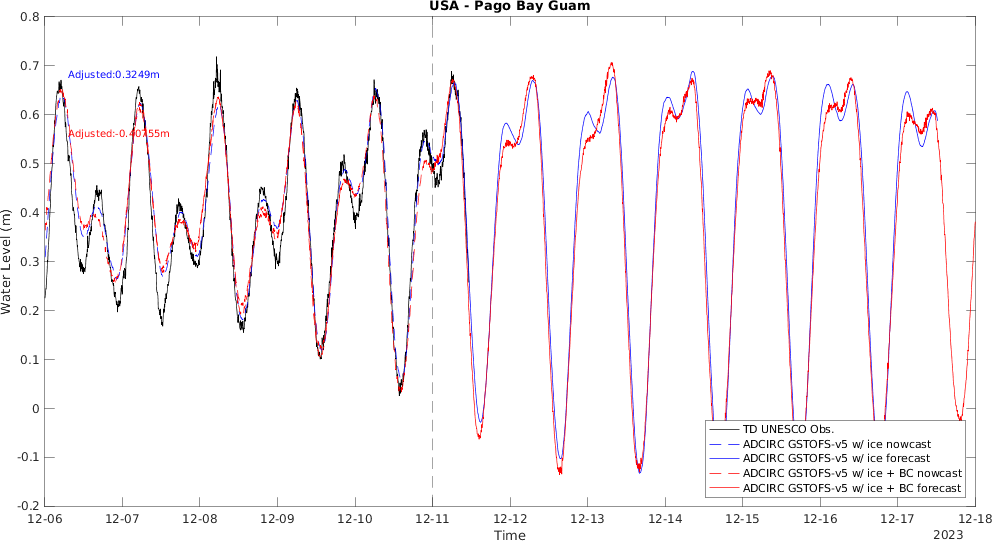 USA - Pago Bay Guam
0.8
0.7
0.6
0.5
0.4
0.3
0.2
0.1
0
-0.1
-0.2
Water Level (m)
Adjusted:0.3249m
Adjusted:-0.40755m
TD UNESCO Obs.
ADCIRC GSTOFS-v5 w/ ice nowcast
ADCIRC GSTOFS-v5 w/ ice forecast
ADCIRC GSTOFS-v5 w/ ice + BC nowcast
ADCIRC GSTOFS-v5 w/ ice + BC forecast
12-06 12-07 12-08 12-09 12-10 12-11 12-12 12-13 12-14 12-15 12-16 12-17 12-18
Time
2023